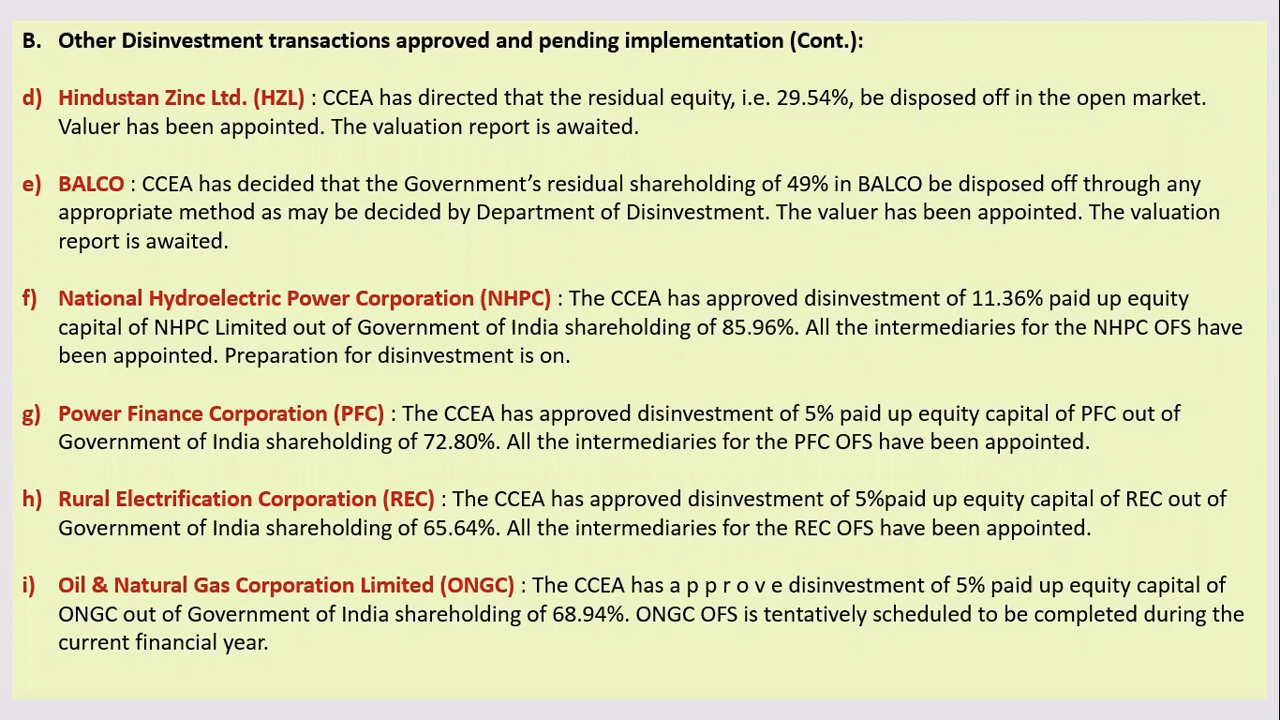 B. Other Disinvestment transactions approved and pending implementation (Cont.):
d) Hindustan Zinc Ltd. (HZL) : CCEA has directed that the residual equity, i.e. 29.54%, be disposed off in the open market.
Valuer has been appointed. The valuation report is awaited.
e) BALCO : CCEA has decided that the Government’s residual shareholding of 49% in BALCO be disposed off through any
appropriate method as may be decided by Department of Disinvestment. The valuer has been appointed. The valuation
report is awaited.
f) National Hydroelectric Power Corporation (NHPC) : The CCEA has approved disinvestment of 11.36% paid up equity
capital of NHPC Limited out of Government of India shareholding of 85.96%. All the intermediaries for the NHPC OFS have
been appointed. Preparation for disinvestment is on.
g) Power Finance Corporation (PFC) : The CCEA has approved disinvestment of 5% paid up equity capital of PFC out of
Government of India shareholding of 72.80%. All the intermediaries for the PFC OFS have been appointed.
h) Rural Electrification Corporation (REC) : The CCEA has approved disinvestment of 5%paid up equity capital of REC out of
Government of India shareholding of 65.64%. All the intermediaries for the REC OFS have been appointed.
i) Oil & Natural Gas Corporation Limited (ONGC) : The CCEA has a p p r o v e disinvestment of 5% paid up equity capital of
ONGC out of Government of India shareholding of 68.94%. ONGC OFS is tentatively scheduled to be completed during the
current financial year.